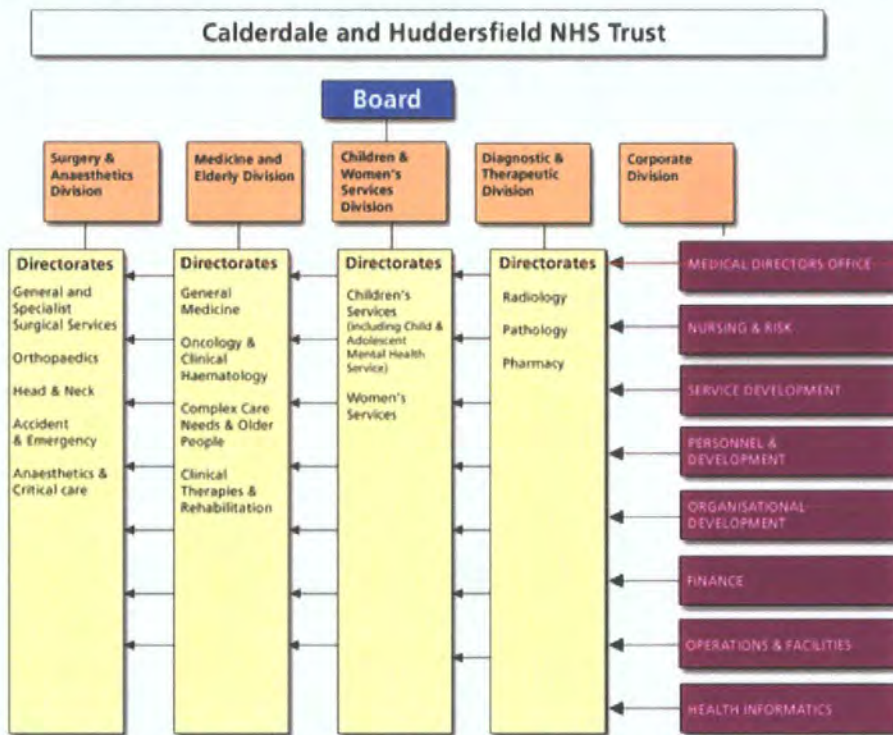 Calderdale and Huddersfield NHS Trust
Board
Surgery &
Anaesthetics
Division
Medicine and
Elderly Division
Children &
Women's
Services
Division
Diagnostic &
Therapeutic
Division
Corporate
Division
Directorates
General and
Specialist
Surgical Services
Orthopaedics
Head & Neck
Accident
& Emergency
Anaesthetics &
Critical care
Directorates
General
Medicine
Oncology &
Clinical
Haematology
Complex Care
Needs & Older
People
Clinical
Therapies &
Rehabilitation
Directorates
Children's
Services
(including Child &
Adolescent
Mental Health
Service)
Women's
Services
Directorates
Radiology
Pathology
Pharmacy
MEDICAL DIRECTORS OFFICE
NURSING & RISK
SERVICE DEVELOPMENT
PERSONNEL &
DEVELOPMENT
ORGANISATIONAL
DEVELOPMENT
FINANCE
OPERATIONS & FACILITIES
HEALTH INFORMATICS